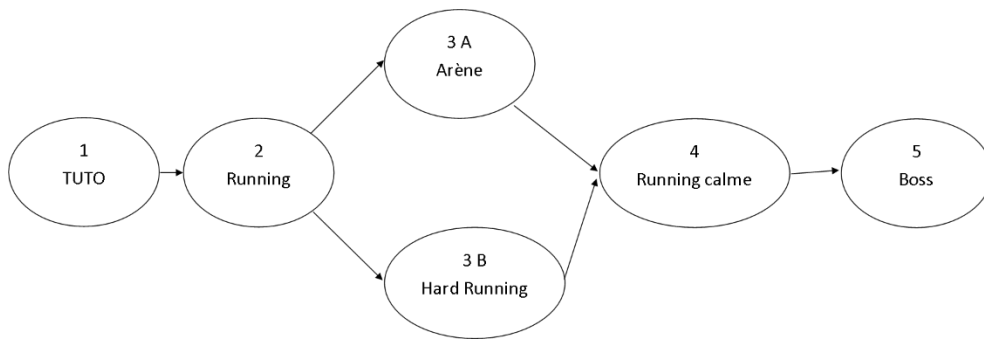 1
TUTO
2
Running
3 A
Arène
3 B
Hard Running
4
Running calme
5
Boss